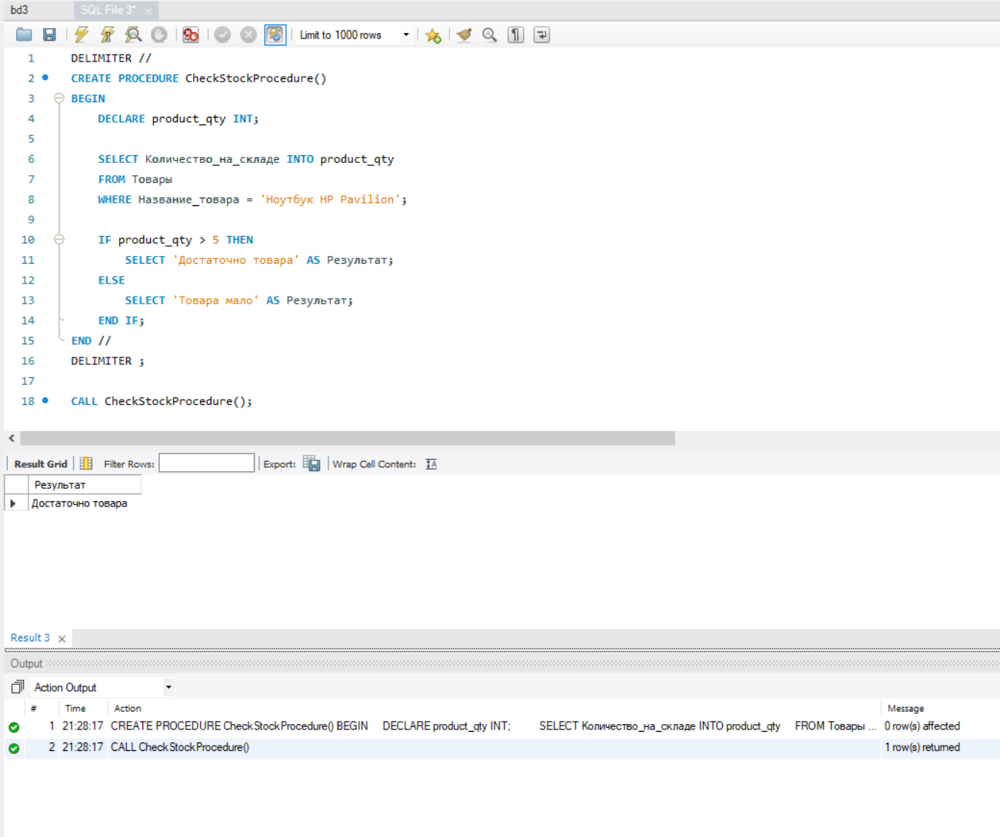 bd3 SQL File 3*
Limit to 1000 rows
1 DELIMITER //
2 CREATE PROCEDURE CheckStockProcedure()
3 BEGIN
4 DECLARE product_qty INT;
5
6 SELECT Количество_на_складе INTO product_qty
7 FROM Товары
8 WHERE Название_товара = 'Ноутбук HP Pavilion';
9
10 IF product_qty > 5 THEN
11 SELECT 'Достаточно товара' AS Результат;
12 ELSE
13 SELECT 'Товара мало' AS Результат;
14 END IF;
15 END //
16 DELIMITER ;
17
18 CALL CheckStockProcedure();
Result Grid Filter Rows: Export: Wrap Cell Content:
Результат
Достаточно товара
Result 3
Output
Action Output
# Time Action Message
1 21:28:17 CREATE PROCEDURE CheckStockProcedure() BEGIN DECLARE product_qty INT; SELECT Количество_на_складе INTO product_qty FROM Товары ... 0 row(s) affected
2 21:28:17 CALL CheckStockProcedure() 1 row(s) returned